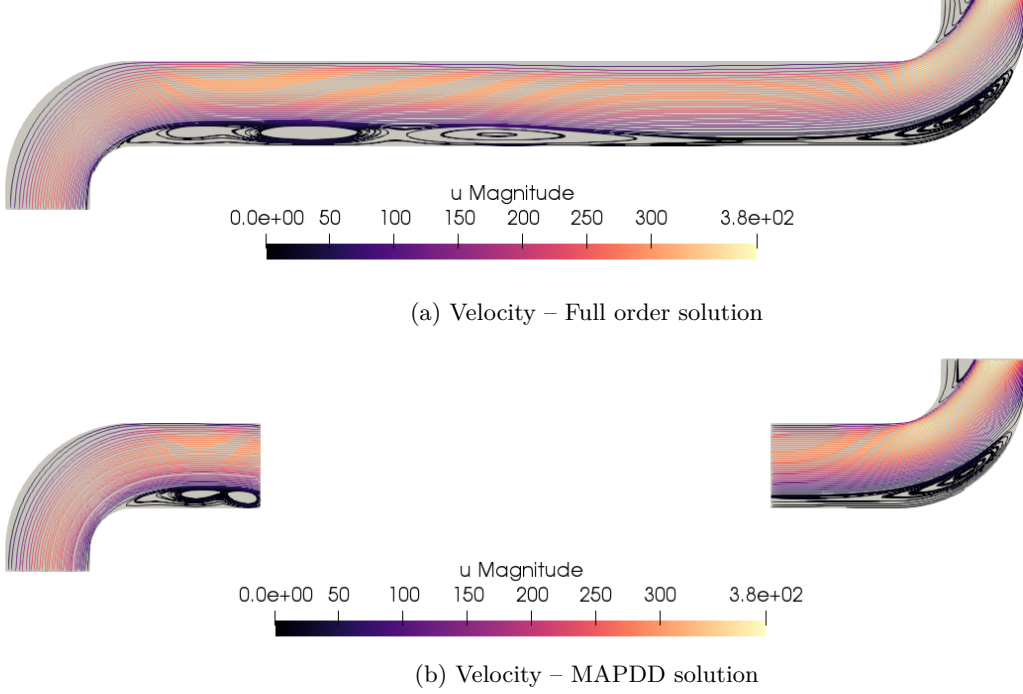 u Magnitude
0.0e+00 50 100 150 200 250 300 3.8e+02
(a) Velocity – Full order solution
u Magnitude
0.0e+00 50 100 150 200 250 300 3.8e+02
(b) Velocity – MAPDD solution